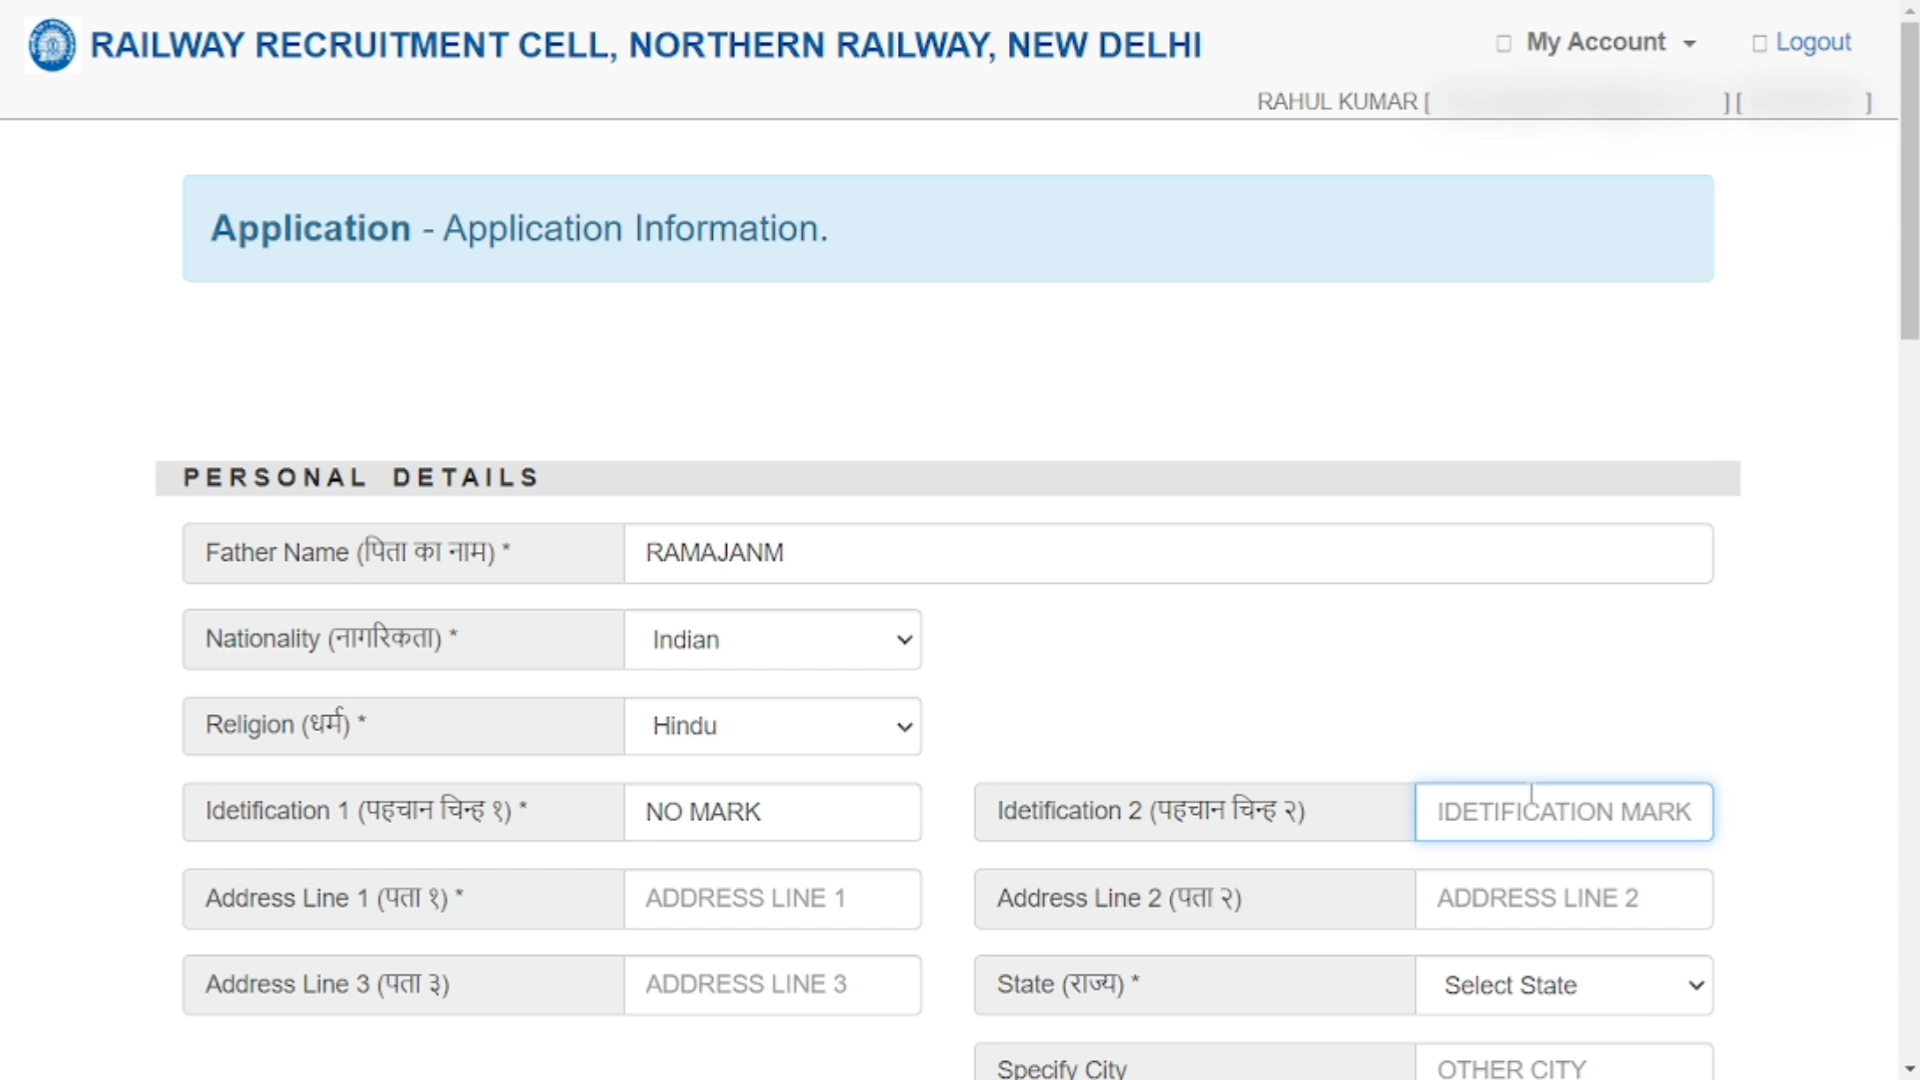 RAILWAY RECRUITMENT CELL, NORTHERN RAILWAY, NEW DELHI
My Account
Logout
RAHUL KUMAR [ ] [ ]
Application - Application Information.
PERSONAL DETAILS
Father Name (पिता का नाम) * RAMAJANM
Nationality (नागरिकता) * Indian
Religion (धर्म) * Hindu
Idetification 1 (पहचान चिन्ह १) * NO MARK Idetification 2 (पहचान चिन्ह २) IDETIFICATION MARK
Address Line 1 (पता १) * ADDRESS LINE 1 Address Line 2 (पता २) ADDRESS LINE 2
Address Line 3 (पता ३) ADDRESS LINE 3 State (राज्य) * Select State
Specify City OTHER CITY